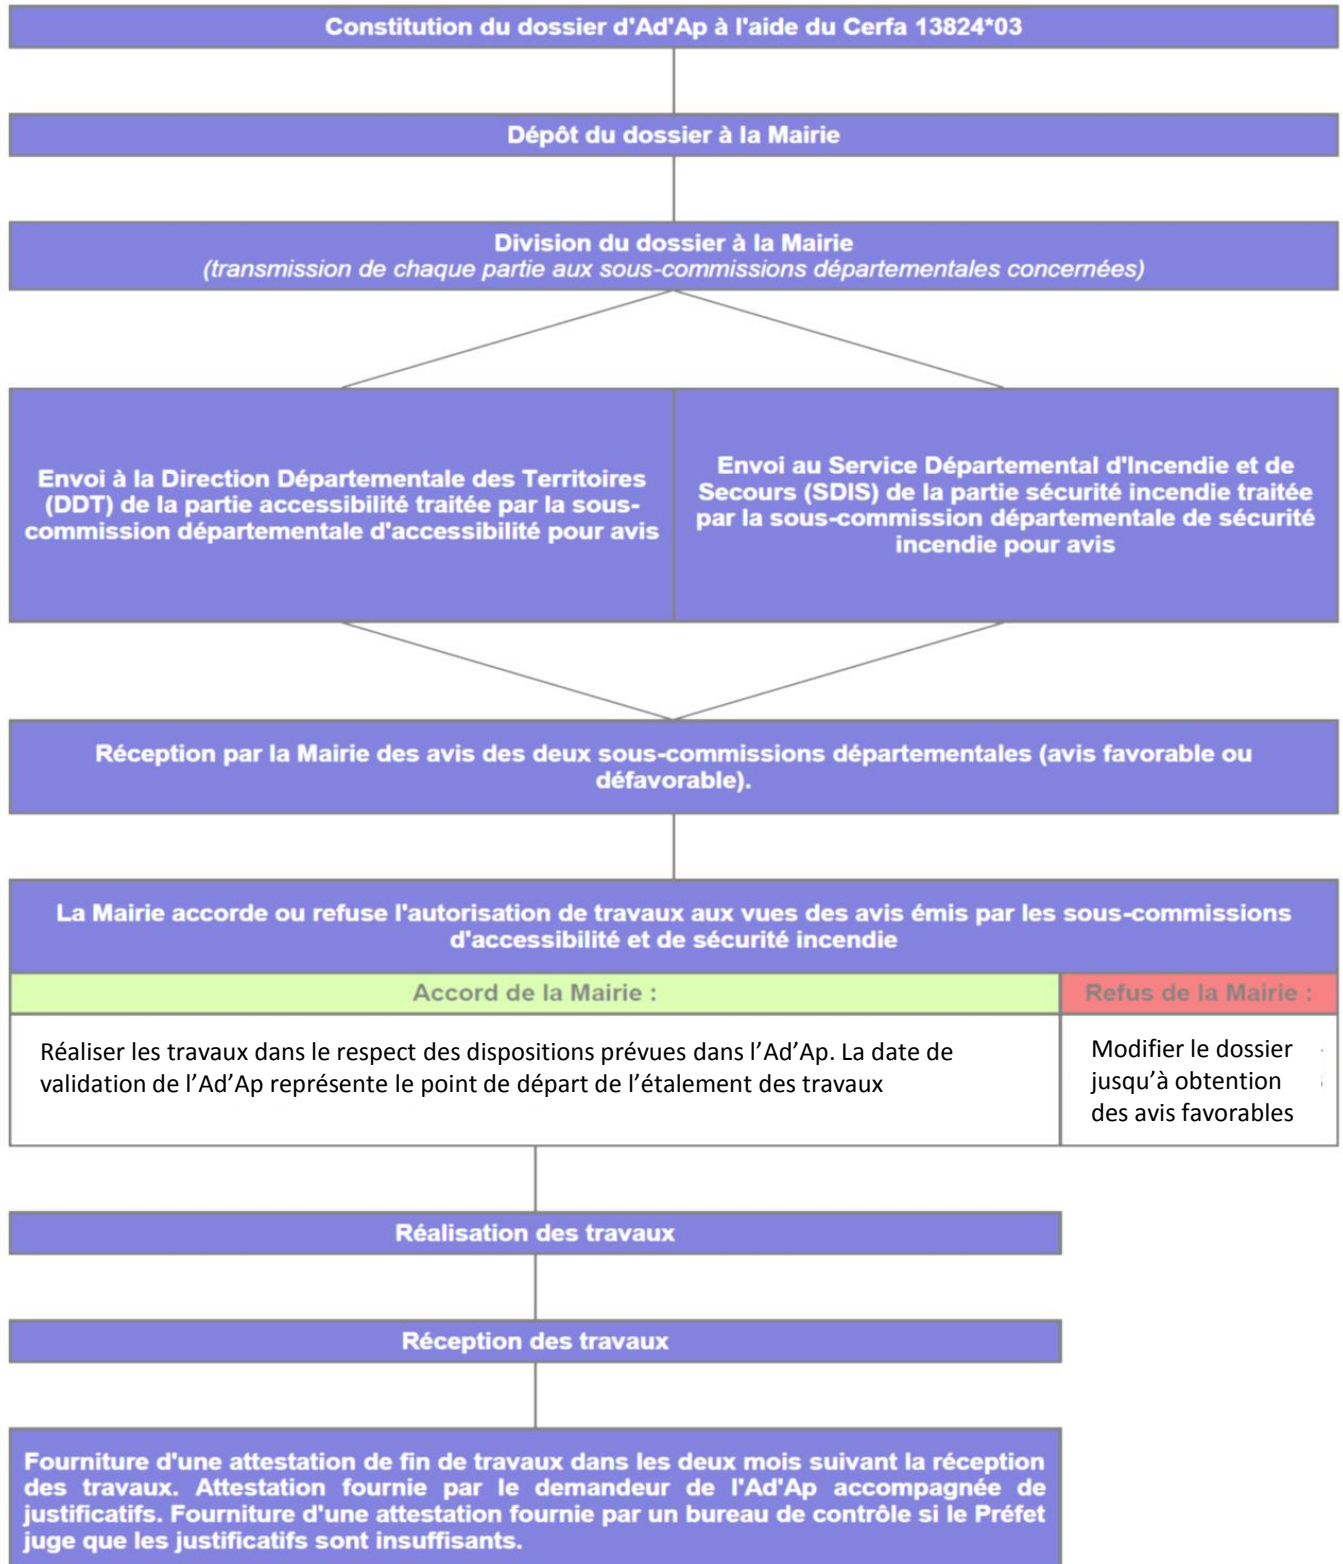 Constitution du dossier d'Ad'Ap à l'aide du Cerfa 13824*03
Dépôt du dossier à la Mairie
Division du dossier à la Mairie
(transmission de chaque partie aux sous-commissions départementales concernées)
Envoi à la Direction Départementale des Territoires
(DDT) de la partie accessibilité traitée par la sous-
commission départementale d'accessibilité pour avis
Envoi au Service Départemental d'Incendie et de
Secours (SDIS) de la partie sécurité incendie traitée
par la sous-commission départementale de sécurité
incendie pour avis
Réception par la Mairie des avis des deux sous-commissions départementales (avis favorable ou
défavorable).
La Mairie accorde ou refuse l'autorisation de travaux aux vues des avis émis par les sous-commissions
d'accessibilité et de sécurité incendie
Accord de la Mairie :
Réaliser les travaux dans le respect des dispositions prévues dans l’Ad’Ap. La date de
validation de l’Ad’Ap représente le point de départ de l’étalement des travaux
Refus de la Mairie :
Modifier le dossier
jusqu’à obtention
des avis favorables
Réalisation des travaux
Réception des travaux
Fourniture d'une attestation de fin de travaux dans les deux mois suivant la réception
des travaux. Attestation fournie par le demandeur de l'Ad'Ap accompagnée de
justificatifs. Fourniture d'une attestation fournie par un bureau de contrôle si le Préfet
juge que les justificatifs sont insuffisants.